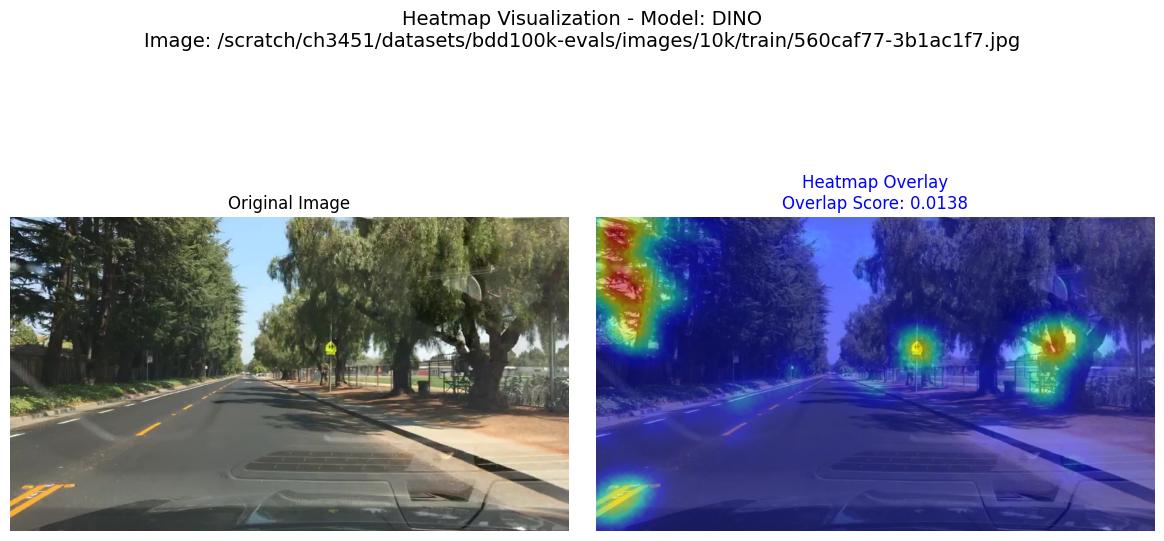 Heatmap Visualization - Model: DINO
Image: /scratch/ch3451/datasets/bdd100k-evals/images/10k/train/560caf77-3b1ac1f7.jpg
Original Image
Heatmap Overlay
Overlap Score: 0.0138